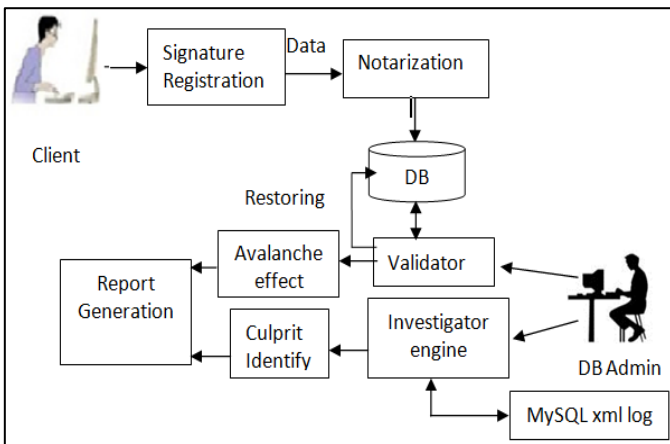 Signature
Registration
Data
Notarization
Client
DB
Restoring
Avalanche
effect
Validator
Report
Generation
Culprit
Identify
Investigator
engine
DB Admin
MySQL xml log